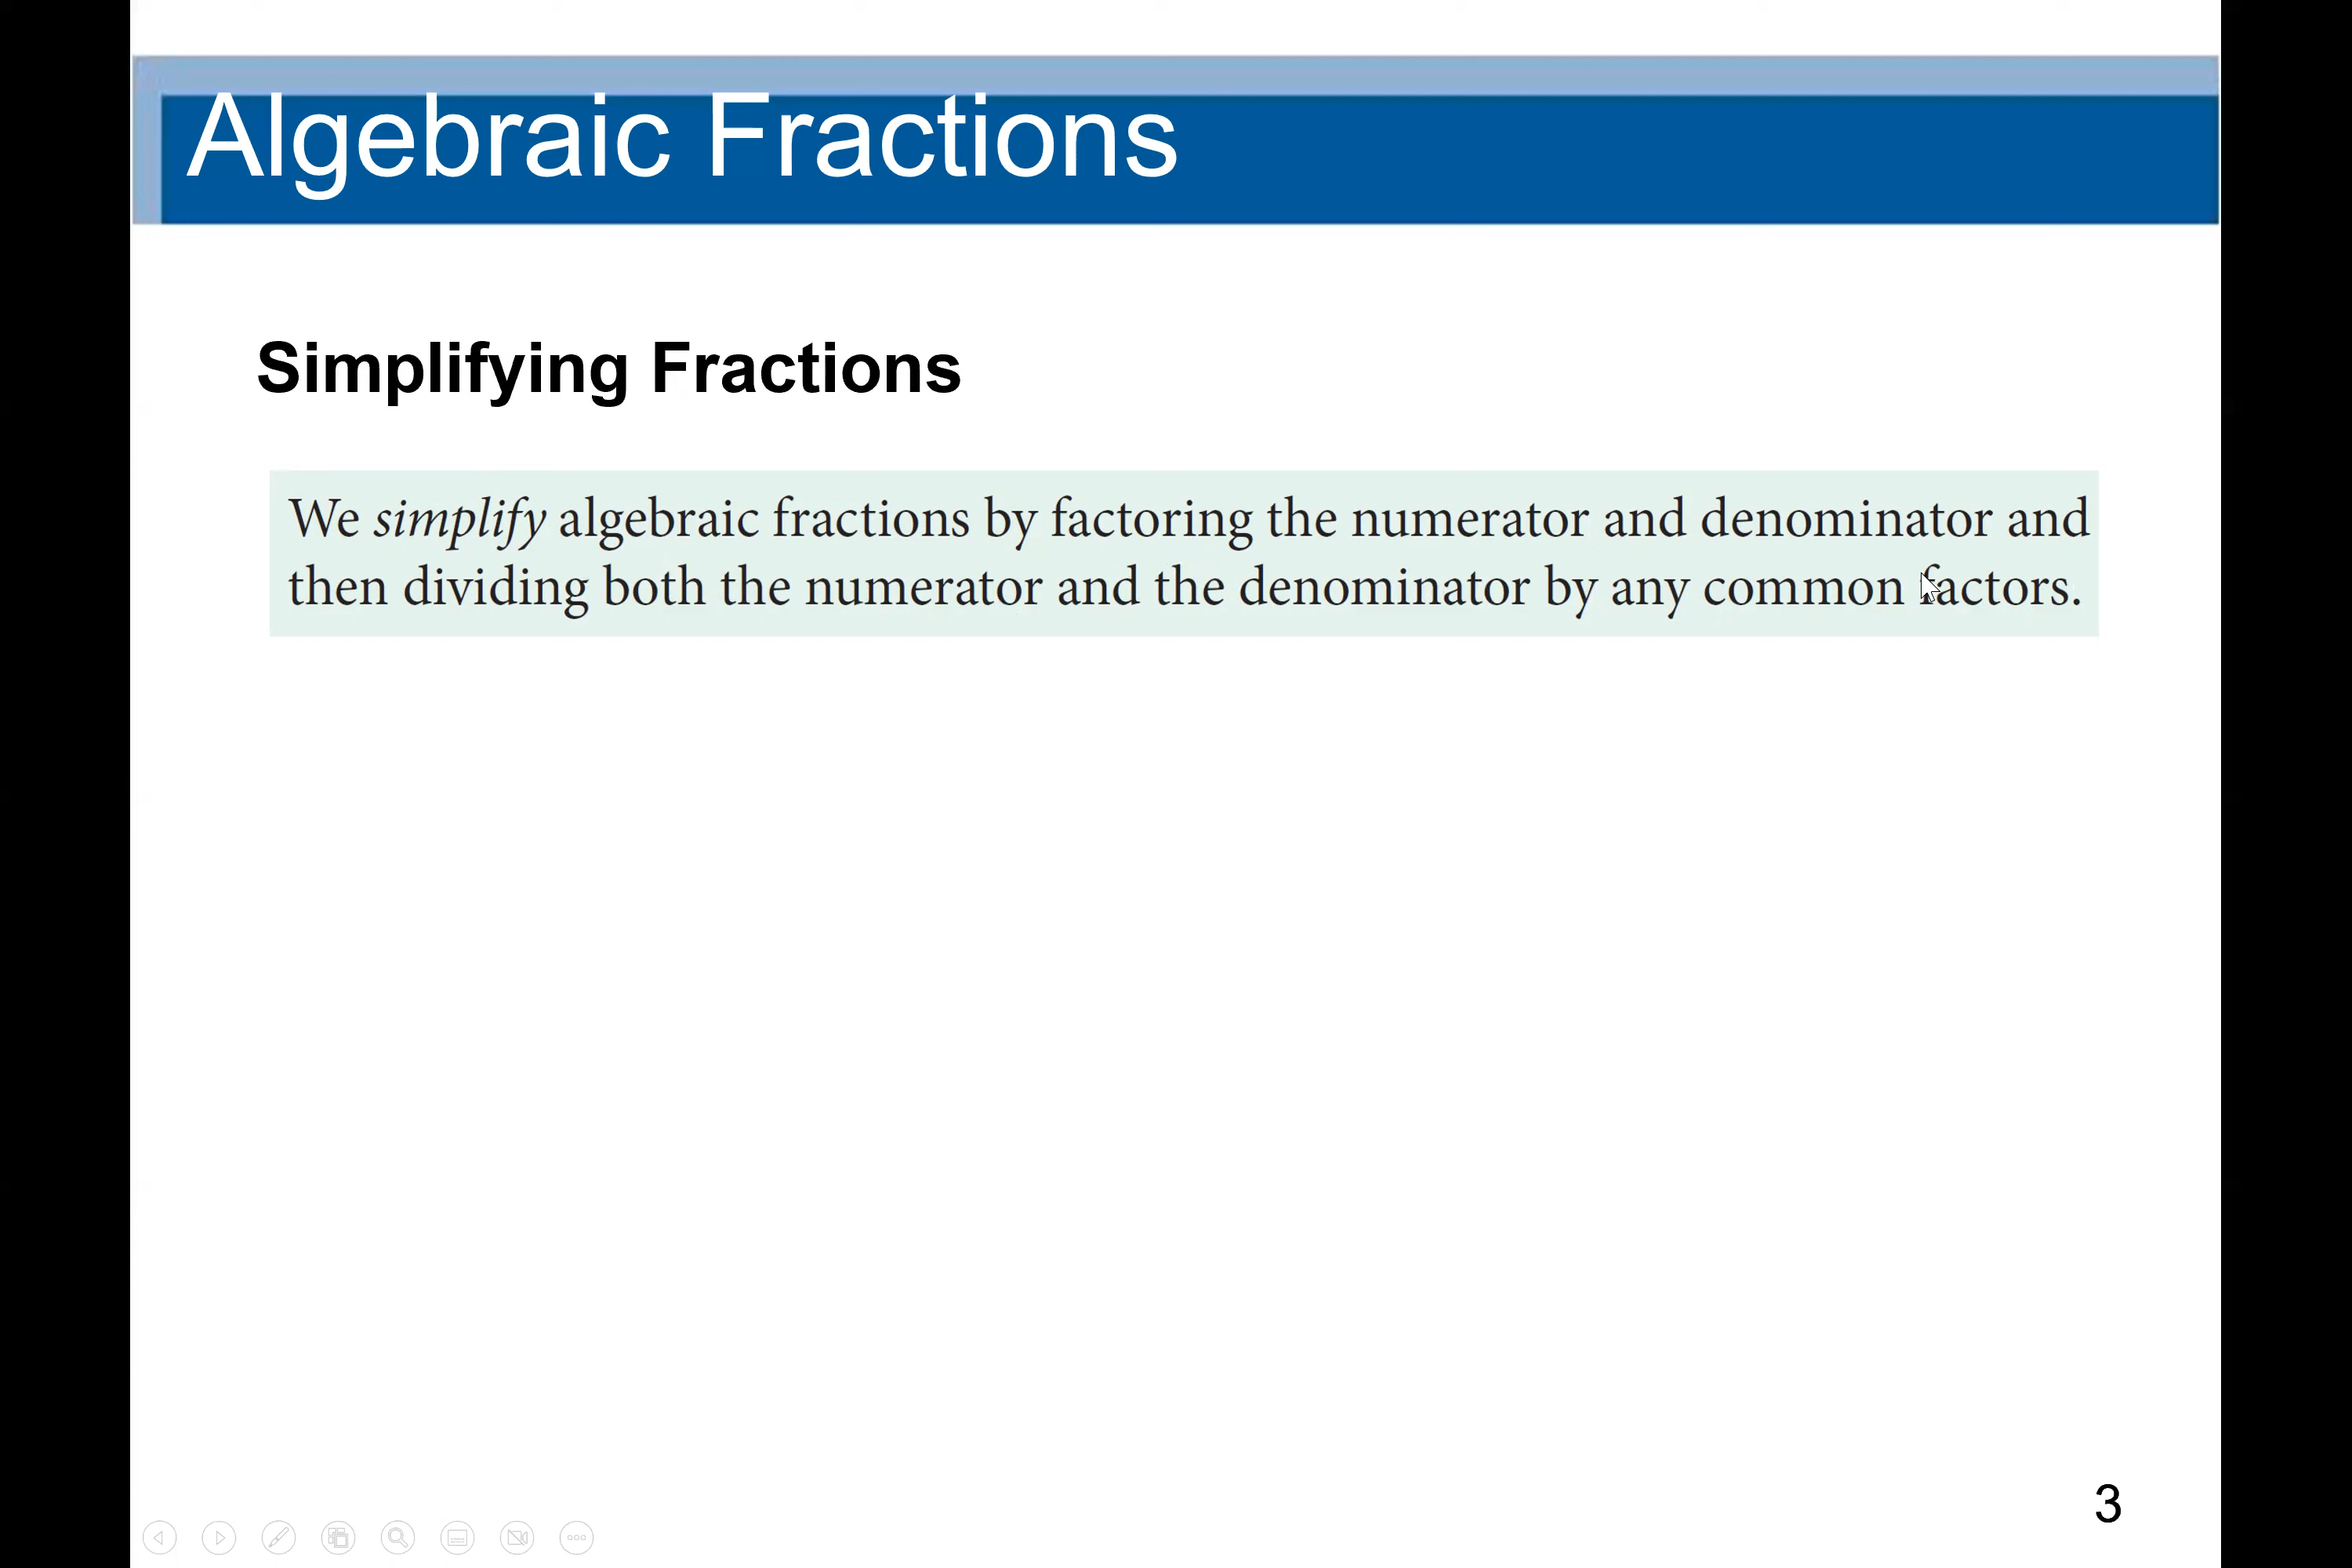 Algebraic Fractions
Simplifying Fractions
We simplify algebraic fractions by factoring the numerator and denominator and
then dividing both the numerator and the denominator by any common factors.
3